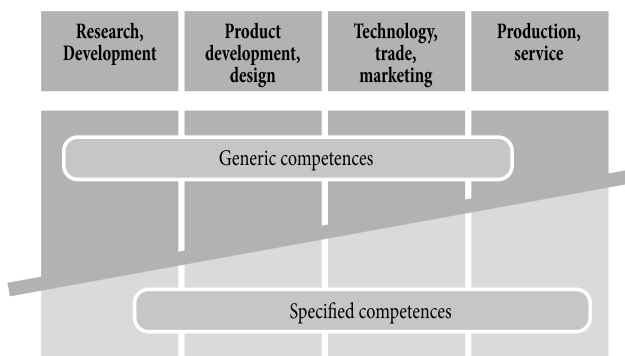 Research,
Development
Product
development,
design
Technology,
trade,
marketing
Production,
service
Generic competences
Specified competences